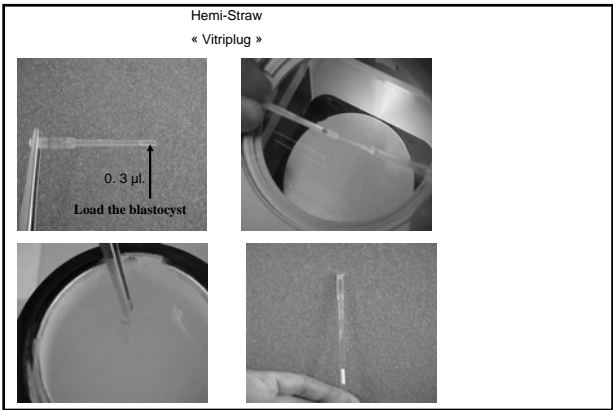 Hemi-Straw
« Vitriplug »
0. 3 µl.
Load the blastocyst